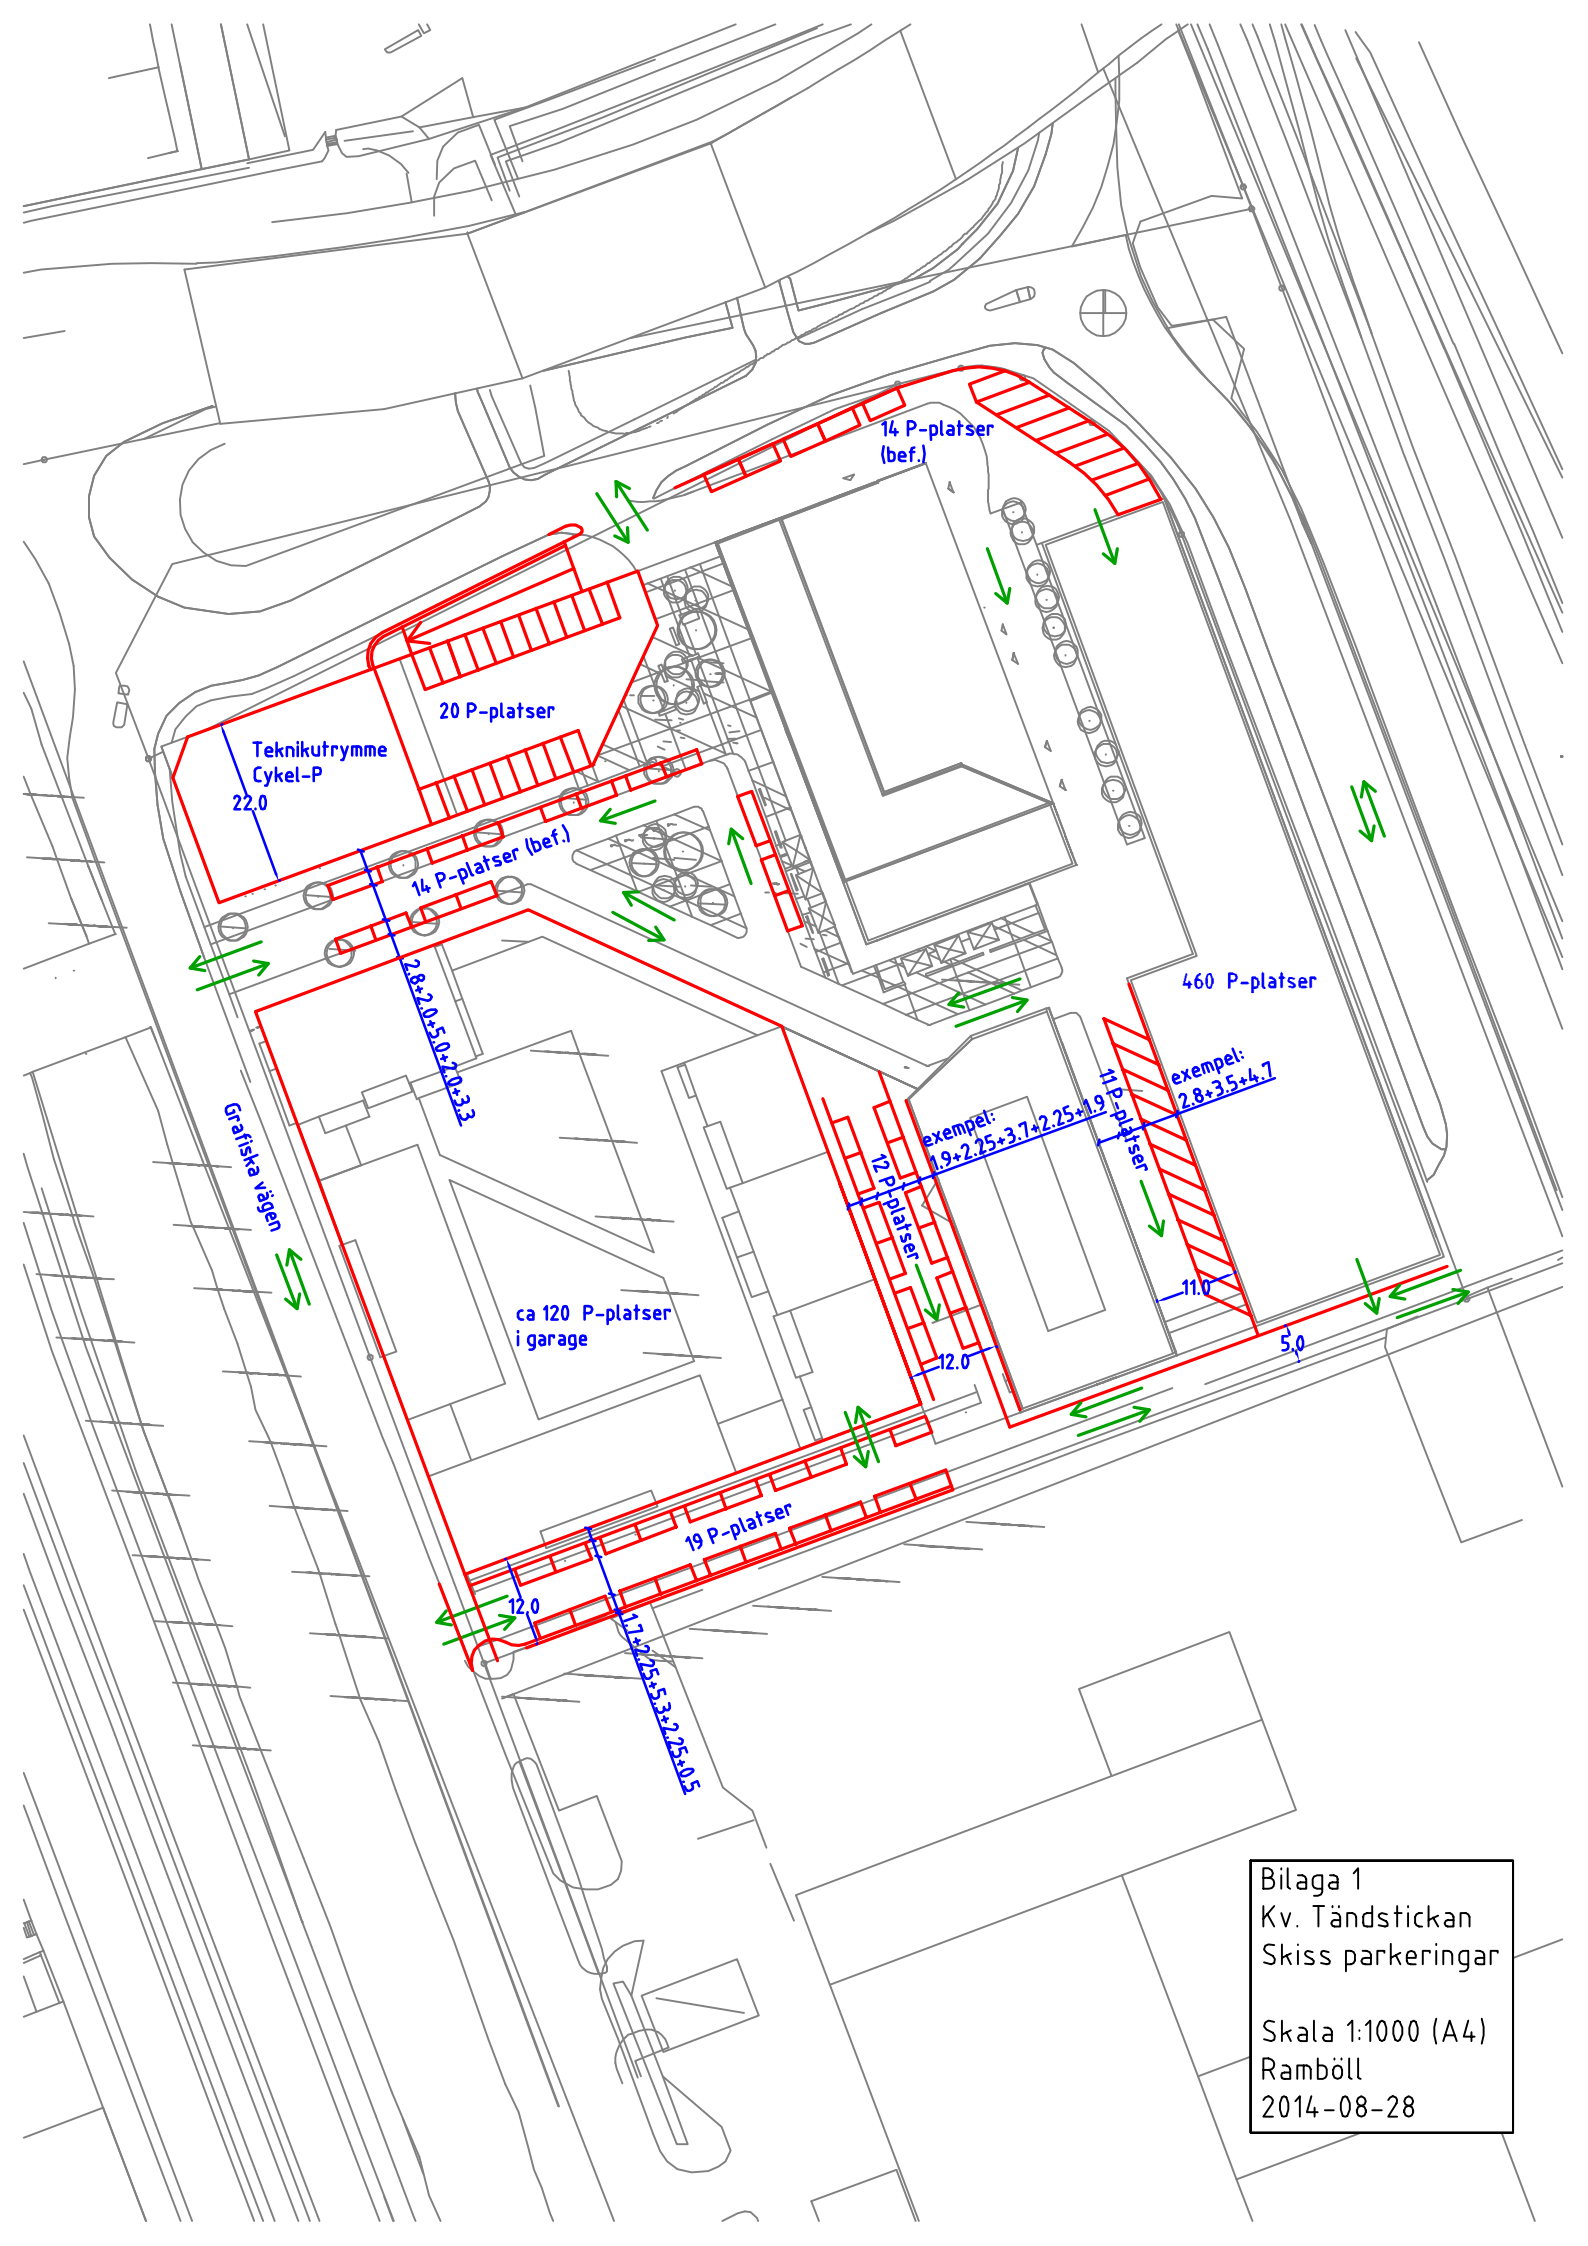 14 P-platser
(bef.)
20 P-platser
Teknikutrymme
Cykel-P
22.0
14 P-platser (bef.)
2.8+2.0+5.0+2.0+3.3
460 P-platser
exempel:
2.8+3.5+4.7
11 P-platser
exempel:
1.9+2.25+3.7+2.25+1.9
12 P-platser
Grafiska vägen
11.0
ca 120 P-platser
i garage
5.0
12.0
19 P-platser
12.0
1.7+2.25+5.3+2.25+0.5
Bilaga 1
Kv. Tändstickan
Skiss parkeringar
Skala 1:1000 (A4)
Ramböll
2014-08-28